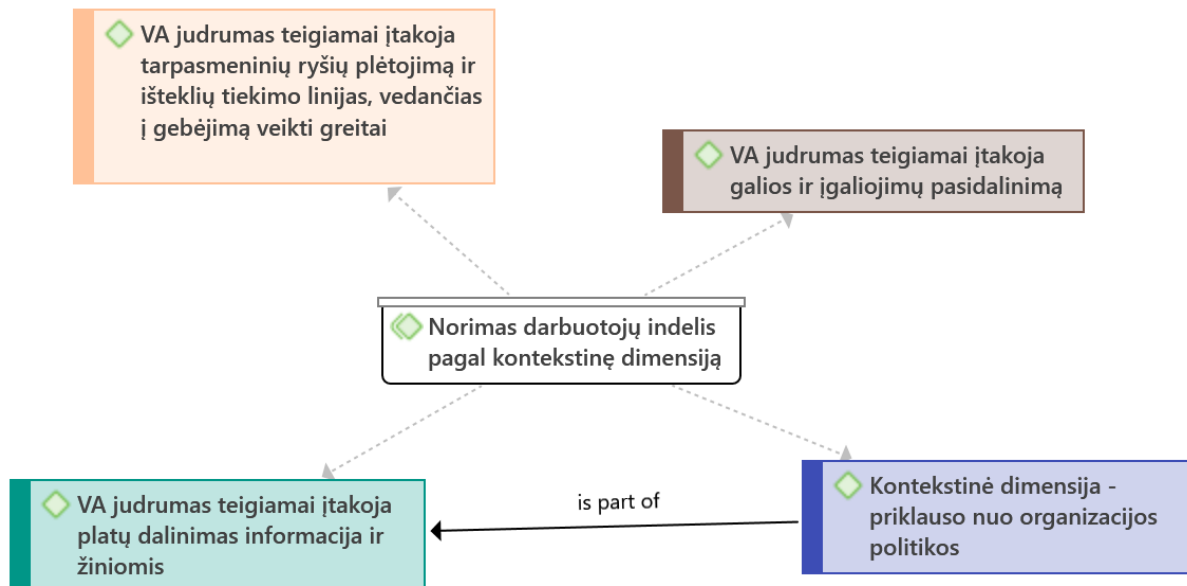 VA judrumas teigiamai įtakoja
tarpasmeninių ryšių plėtojimą ir
išteklių tiekimo linijas, vedančias
į gebėjimą veikti greitai
VA judrumas teigiamai įtakoja
galios ir įgaliojimų pasidalinimą
Norimas darbuotojų indelis
pagal kontekstinę dimensiją
VA judrumas teigiamai įtakoja
platų dalinimas informacija ir
žiniomis
is part of
Kontekstinė dimensija -
priklauso nuo organizacijos
politikos